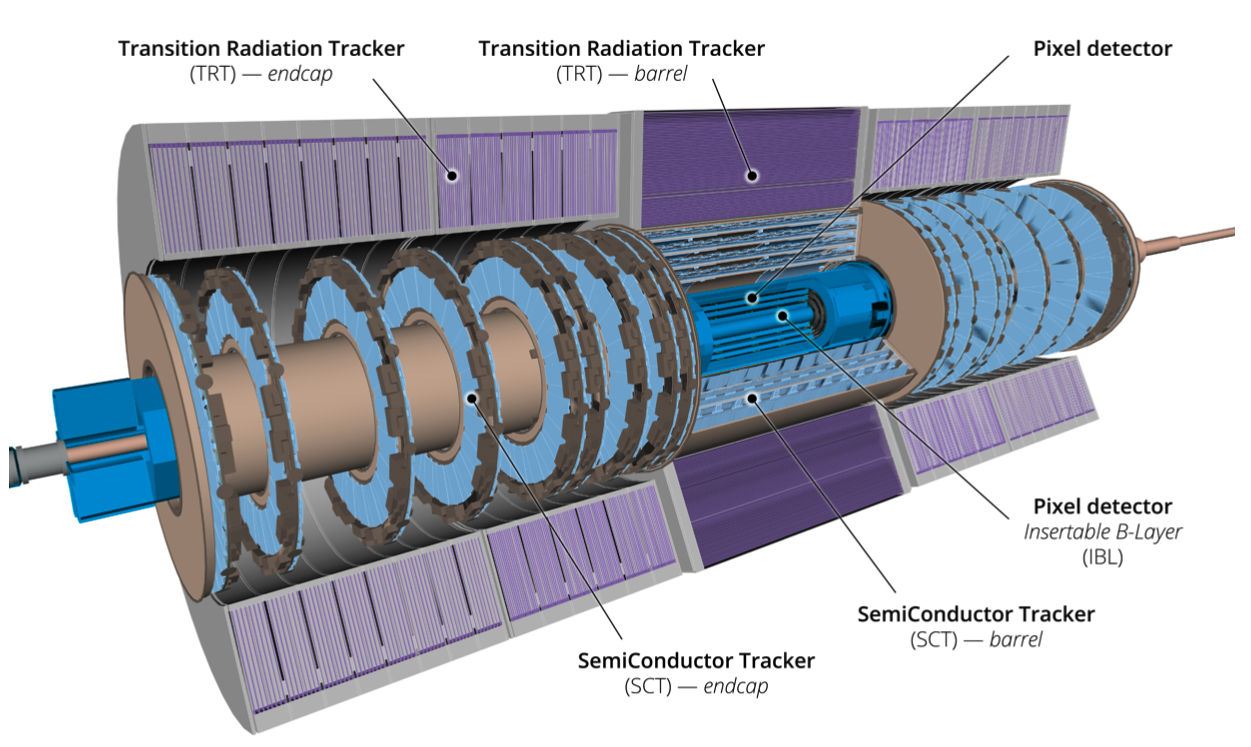 Transition Radiation Tracker
(TRT) — endcap
Transition Radiation Tracker
(TRT) — barrel
Pixel detector
Pixel detector
Insertable B-Layer
(IBL)
SemiConductor Tracker
(SCT) — barrel
SemiConductor Tracker
(SCT) — endcap